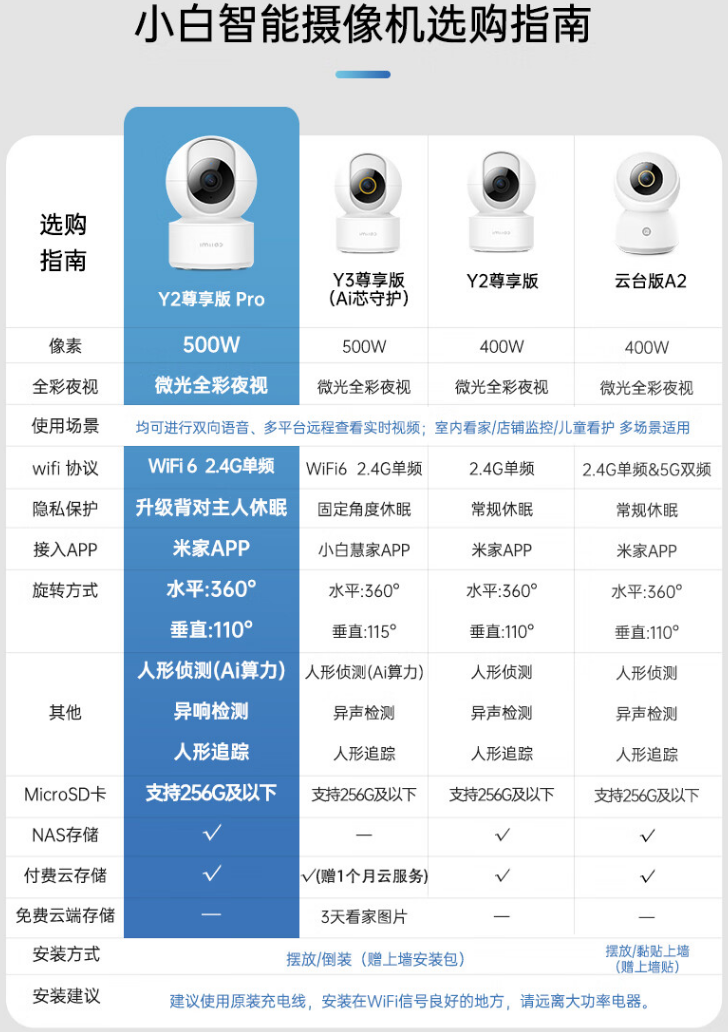 小白智能摄像机选购指南
选购
指南
Y2尊享版 Pro
Y3尊享版
(Ai芯守护)
Y2尊享版
云台版A2
像素 500W 500W 400W 400W
全彩夜视 微光全彩夜视 微光全彩夜视 微光全彩夜视 微光全彩夜视
使用场景 均可进行双向语音、多平台远程查看实时视频；室内看家/店铺监控/儿童看护 多场景适用
wifi 协议 WiFi 6 2.4G单频 WiFi6 2.4G单频 2.4G单频 2.4G单频&5G双频
隐私保护 升级背对主人休眠 固定角度休眠 常规休眠 常规休眠
接入APP 米家APP 小白慧家APP 米家APP 米家APP
旋转方式 水平:360° 水平:360° 水平:360° 水平:360°
垂直:110° 垂直:115° 垂直:110° 垂直:110°
人形侦测(Ai算力) 人形侦测(Ai算力) 人形侦测 人形侦测
其他 异响检测 异声检测 异声检测 异声检测
人形追踪 人形追踪 人形追踪 人形追踪
MicroSD卡 支持256G及以下 支持256G及以下 支持256G及以下 支持256G及以下
NAS存储 √ — √ √
付费云存储 √ √(赠1个月云服务) √ √
免费云端存储 — 3天看家图片 — —
安装方式 摆放/倒装（赠上墙安装包） 摆放/黏贴上墙
（赠上墙贴）
安装建议 建议使用原装充电线，安装在WiFi信号良好的地方，请远离大功率电器。